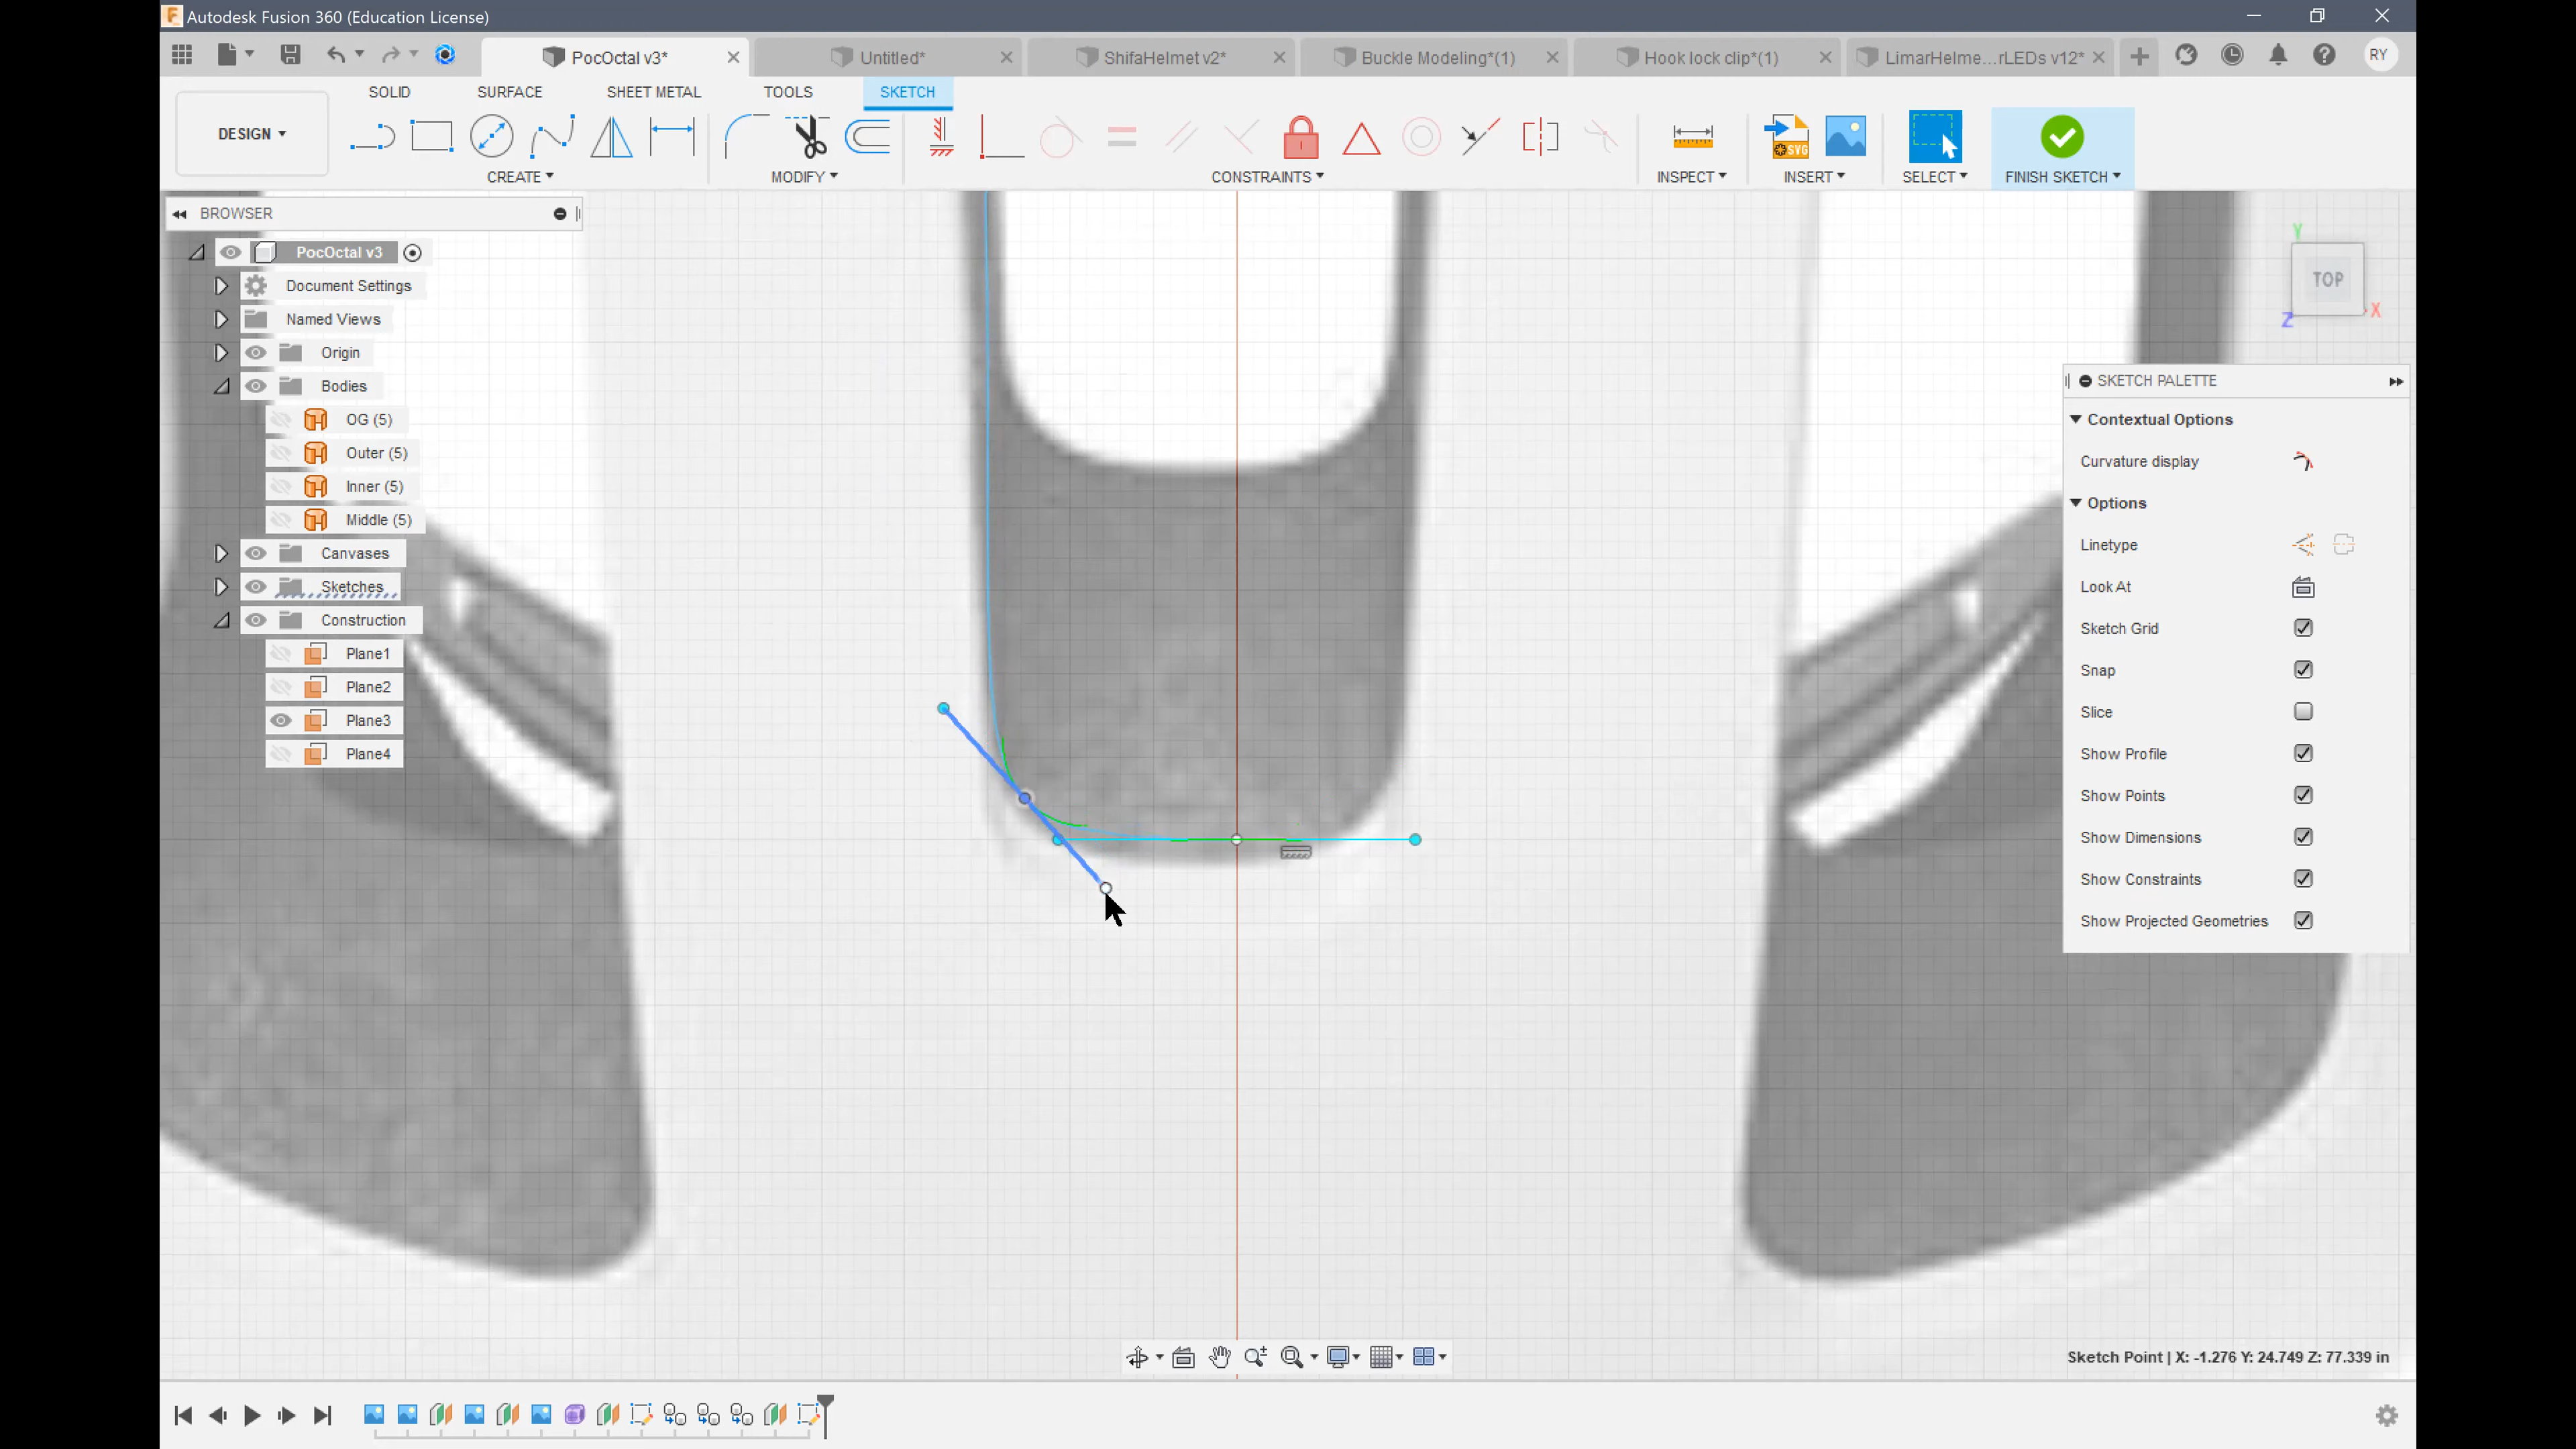 Autodesk Fusion 360 (Education License)
PocOctal v3*
Untitled*
ShifaHelmet v2*
Buckle Modeling*(1)
Hook lock clip*(1)
LimarHelme...rLEDs v12*
RY
SOLID
SURFACE
SHEET METAL
TOOLS
SKETCH
DESIGN
CREATE
MODIFY
CONSTRAINTS
INSPECT
SVG
INSERT
SELECT
FINISH SKETCH
BROWSER
PocOctal v3
Document Settings
Named Views
Origin
Bodies
OG (5)
Outer (5)
Inner (5)
Middle (5)
Canvases
Sketches
Construction
Plane1
Plane2
Plane3
Plane4
Y
TOP
X
Z
SKETCH PALETTE
Contextual Options
Curvature display
Options
Linetype
Look At
Sketch Grid
Snap
Slice
Show Profile
Show Points
Show Dimensions
Show Constraints
Show Projected Geometries
Sketch Point | X: -1.276 Y: 24.749 Z: 77.339 in